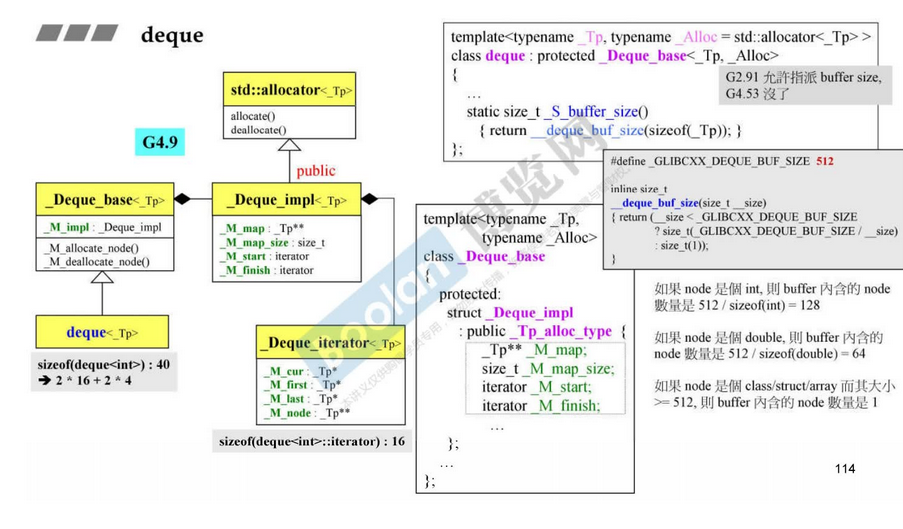 deque
std::allocator<_Tp>
allocate()
deallocate()
G4.9
public
_Deque_base<_Tp>
_M_impl : _Deque_impl
_M_allocate_node()
_M_deallocate_node()
_Deque_impl<_Tp>
_M_map : _Tp**
_M_map_size : size_t
_M_start : iterator
_M_finish : iterator
deque<_Tp>
sizeof(deque<int>) : 40
➔ 2 * 16 + 2 * 4
_Deque_iterator<_Tp>
_M_cur : _Tp*
_M_first : _Tp*
_M_last : _Tp*
_M_node : _Tp**
sizeof(deque<int>::iterator) : 16
template<typename _Tp, typename _Alloc = std::allocator<_Tp> >
class deque : protected _Deque_base<_Tp, _Alloc>
{
...
static size_t _S_buffer_size()
{ return __deque_buf_size(sizeof(_Tp)); }
};
G2.91 允許指派 buffer size,
G4.53 沒了
#define _GLIBCXX_DEQUE_BUF_SIZE 512
inline size_t
__deque_buf_size(size_t __size)
{ return (__size < _GLIBCXX_DEQUE_BUF_SIZE
? size_t(_GLIBCXX_DEQUE_BUF_SIZE / __size)
: size_t(1));
}
template<typename _Tp,
typename _Alloc>
class _Deque_base
{
protected:
struct _Deque_impl
: public _Tp_alloc_type {
_Tp** _M_map;
size_t _M_map_size;
iterator _M_start;
iterator _M_finish;
...
};
...
};
如果 node 是個 int, 則 buffer 內含的 node
數量是 512 / sizeof(int) = 128
如果 node 是個 double, 則 buffer 內含的
node 數量是 512 / sizeof(double) = 64
如果 node 是個 class/struct/array 而其大小
>= 512, 則 buffer 內含的 node 數量是 1
boolan
博览网
114